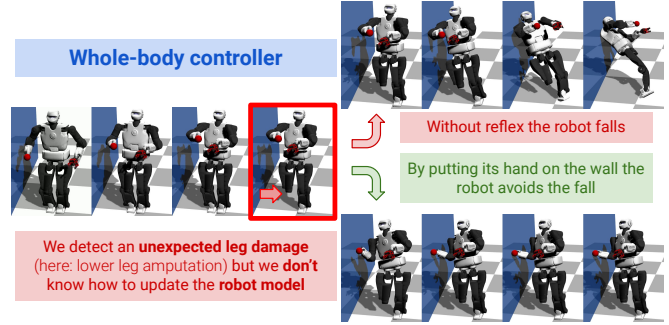 Whole-body controller
Without reflex the robot falls
By putting its hand on the wall the
robot avoids the fall
We detect an unexpected leg damage
(here: lower leg amputation) but we don't
know how to update the robot model